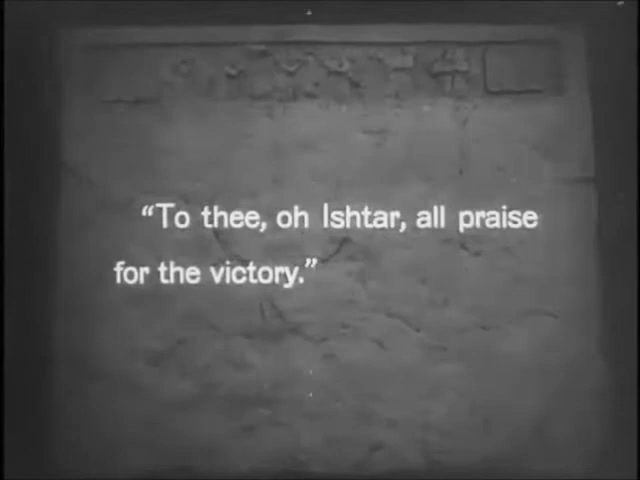 “To thee, oh Ishtar, all praise
for the victory.”